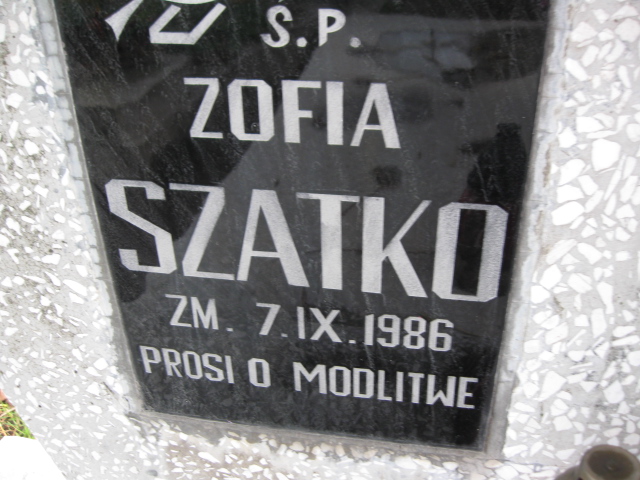 Ś.P.
ZOFIA
SZATKO
ZM. 7.IX.1986
PROSI O MODLITWE